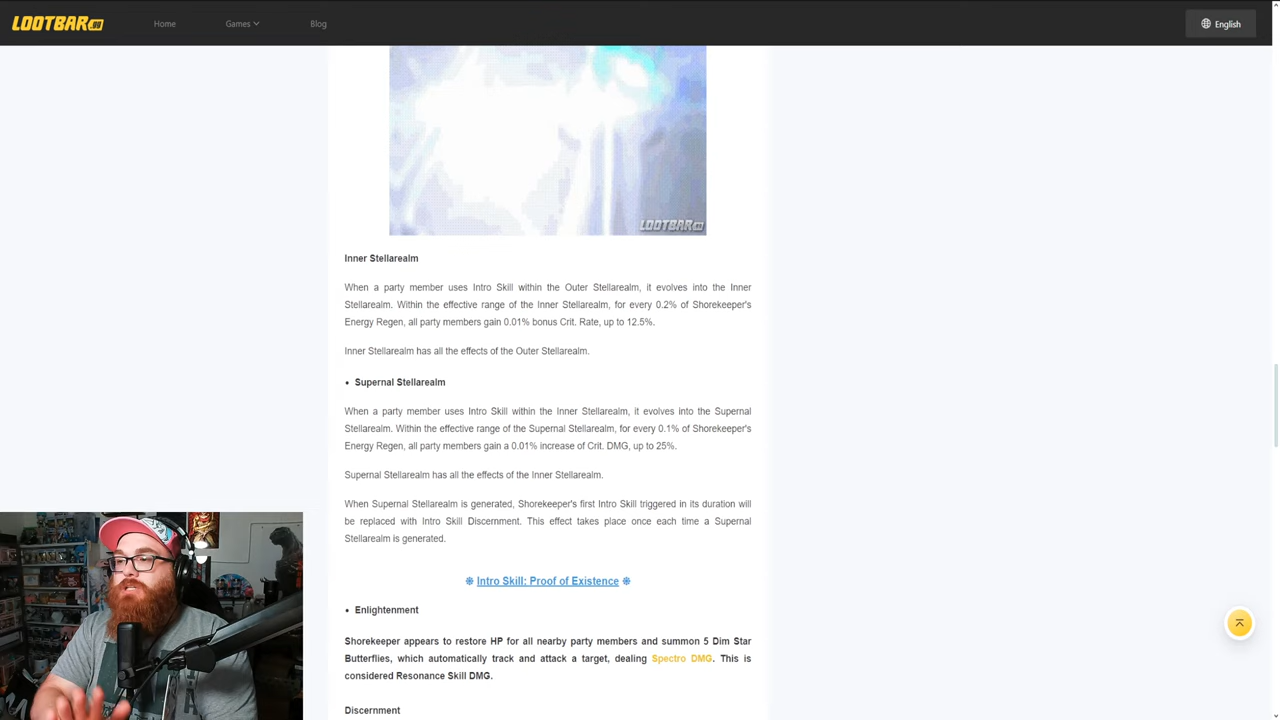 LOOTBAR.GG
Home
Games
Blog
English
LOOTBAR
Inner Stellarealm
When a party member uses Intro Skill within the Outer Stellarealm, it evolves into the Inner
Stellarealm. Within the effective range of the Inner Stellarealm, for every 0.2% of Shorekeeper's
Energy Regen, all party members gain 0.01% bonus Crit. Rate, up to 12.5%.
Inner Stellarealm has all the effects of the Outer Stellarealm.
• Supernal Stellarealm
When a party member uses Intro Skill within the Inner Stellarealm, it evolves into the Supernal
Stellarealm. Within the effective range of the Supernal Stellarealm, for every 0.1% of Shorekeeper's
Energy Regen, all party members gain a 0.01% increase of Crit. DMG, up to 25%.
Supernal Stellarealm has all the effects of the Inner Stellarealm.
When Supernal Stellarealm is generated, Shorekeeper's first Intro Skill triggered in its duration will
be replaced with Intro Skill Discernment. This effect takes place once each time a Supernal
Stellarealm is generated.
❋ Intro Skill: Proof of Existence ❋
• Enlightenment
Shorekeeper appears to restore HP for all nearby party members and summon 5 Dim Star
Butterflies, which automatically track and attack a target, dealing Spectro DMG. This is
considered Resonance Skill DMG.
Discernment